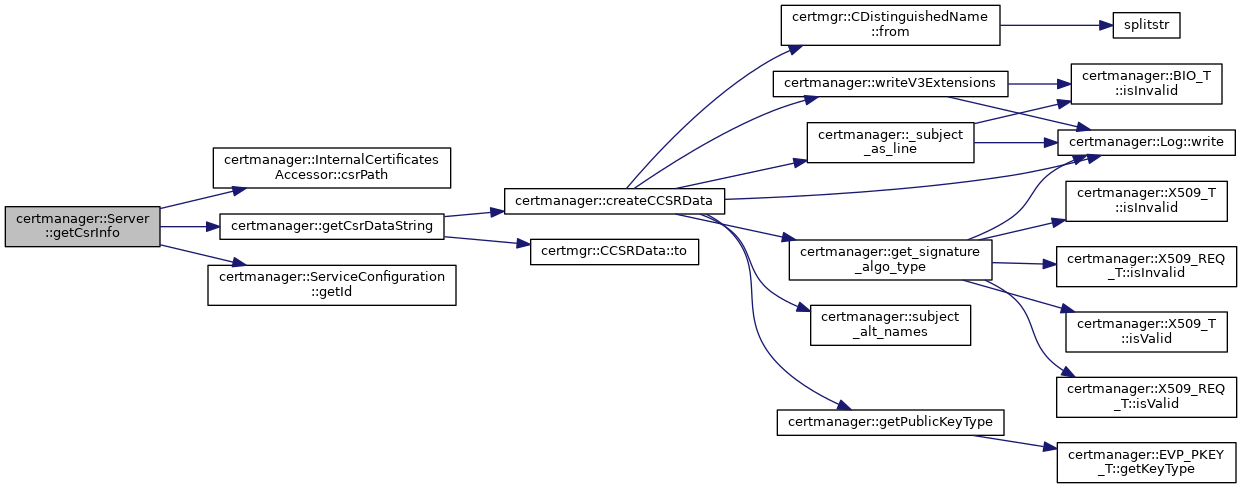 certmanager::Server
::getCsrInfo
certmanager::InternalCertificates
Accessor::csrPath
certmanager::getCsrDataString
certmanager::ServiceConfiguration
::getId
certmanager::createCCSRData
certmgr::CCSRData::to
certmgr::CDistinguishedName
::from
certmanager::writeV3Extensions
certmanager::_subject
_as_line
certmanager::get_signature
_algo_type
certmanager::subject
_alt_names
certmanager::getPublicKeyType
splitstr
certmanager::BIO_T
::isInvalid
certmanager::Log::write
certmanager::X509_T
::isInvalid
certmanager::X509_REQ
_T::isInvalid
certmanager::X509_T
::isValid
certmanager::X509_REQ
_T::isValid
certmanager::EVP_PKEY
_T::getKeyType